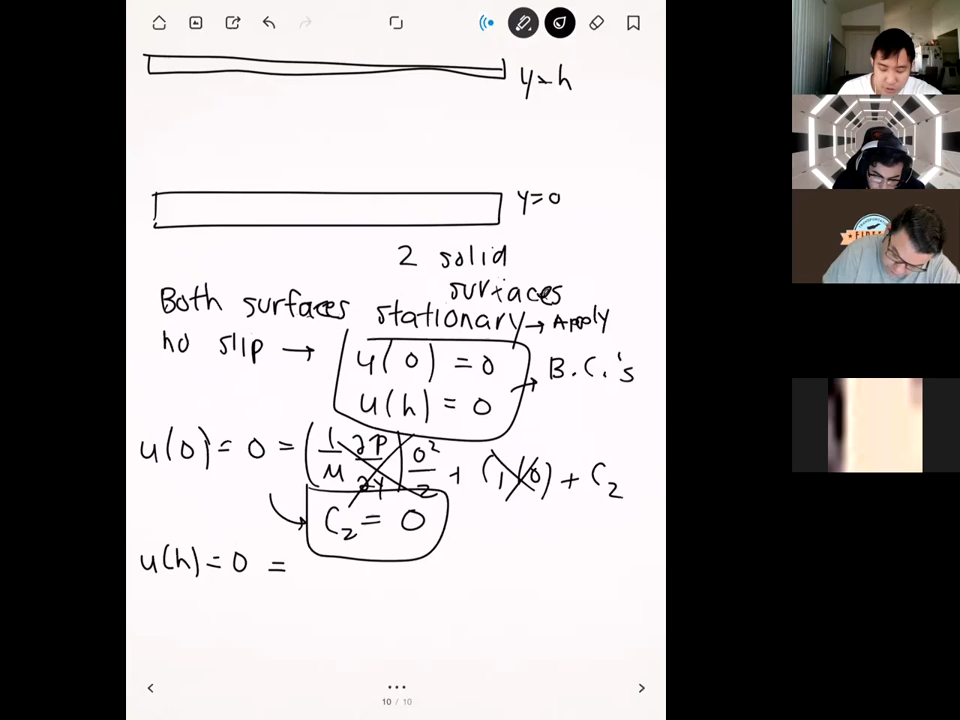 y=h
y=0
2 solid
surfaces
Both surfaces stationary → Apply
no slip → u(0) = 0
u(h) = 0
→ B.C.'s
u(0) = 0 = (1/μ ∂P/∂y) 0²/2 + C₁(0) + C₂
C₂ = 0
u(h) = 0 =
10 / 10